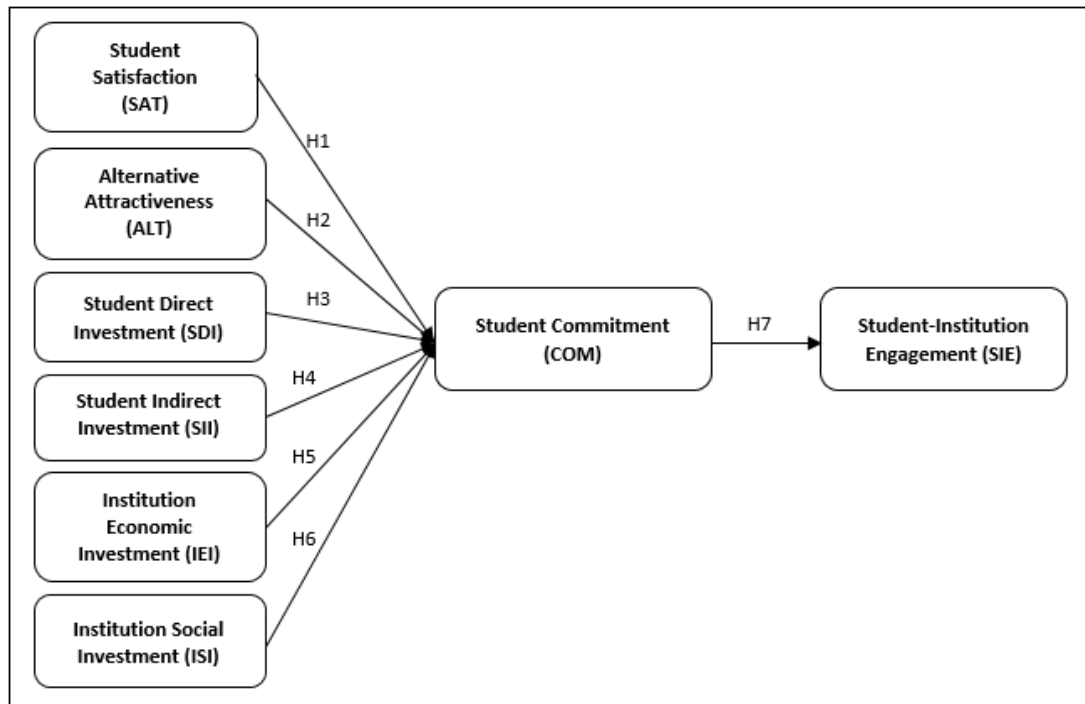 Student
Satisfaction
(SAT)
H1
Alternative
Attractiveness
(ALT)
H2
Student Direct
Investment (SDI)
H3
Student Indirect
Investment (SII)
H4
Institution
Economic
Investment (IEI)
H5
Institution Social
Investment (ISI)
H6
Student Commitment
(COM)
H7
Student-Institution
Engagement (SIE)